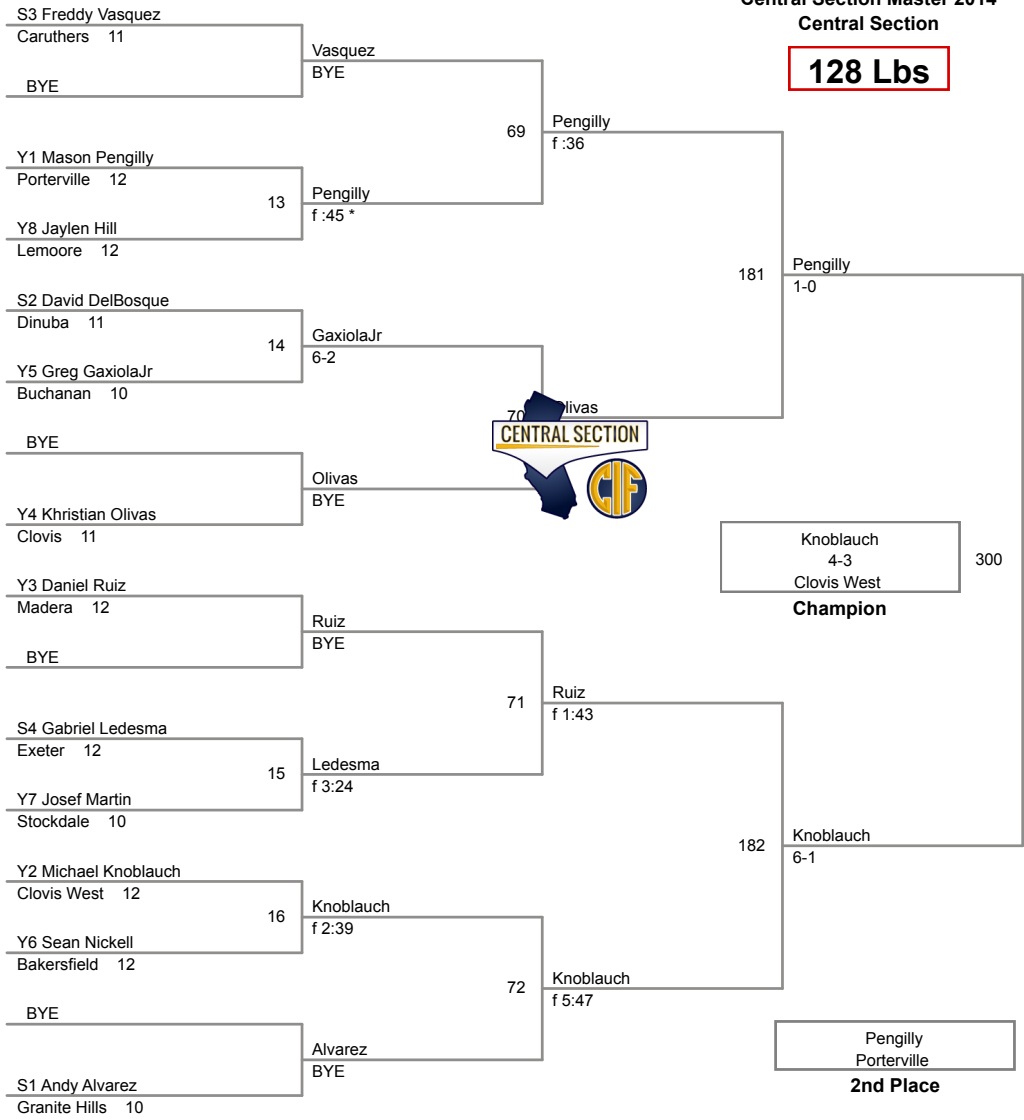 Central Section Master 2014
Central Section
128 Lbs
S3 Freddy Vasquez
Caruthers 11
BYE
Vasquez
BYE
Y1 Mason Pengilly
Porterville 12
13
Y8 Jaylen Hill
Lemoore 12
Pengilly
f :45 *
69
Pengilly
f :36
S2 David DelBosque
Dinuba 11
14
Y5 Greg GaxiolaJr
Buchanan 10
GaxiolaJr
6-2
BYE
Y4 Khristian Olivas
Clovis 11
Olivas
BYE
70
livas
CENTRAL SECTION
CIF
181
Pengilly
1-0
Y3 Daniel Ruiz
Madera 12
BYE
Ruiz
BYE
S4 Gabriel Ledesma
Exeter 12
15
Y7 Josef Martin
Stockdale 10
Ledesma
f 3:24
71
Ruiz
f 1:43
Y2 Michael Knoblauch
Clovis West 12
16
Y6 Sean Nickell
Bakersfield 12
Knoblauch
f 2:39
BYE
S1 Andy Alvarez
Granite Hills 10
Alvarez
BYE
72
Knoblauch
f 5:47
182
Knoblauch
6-1
Knoblauch
4-3
Clovis West
Champion
300
Pengilly
Porterville
2nd Place